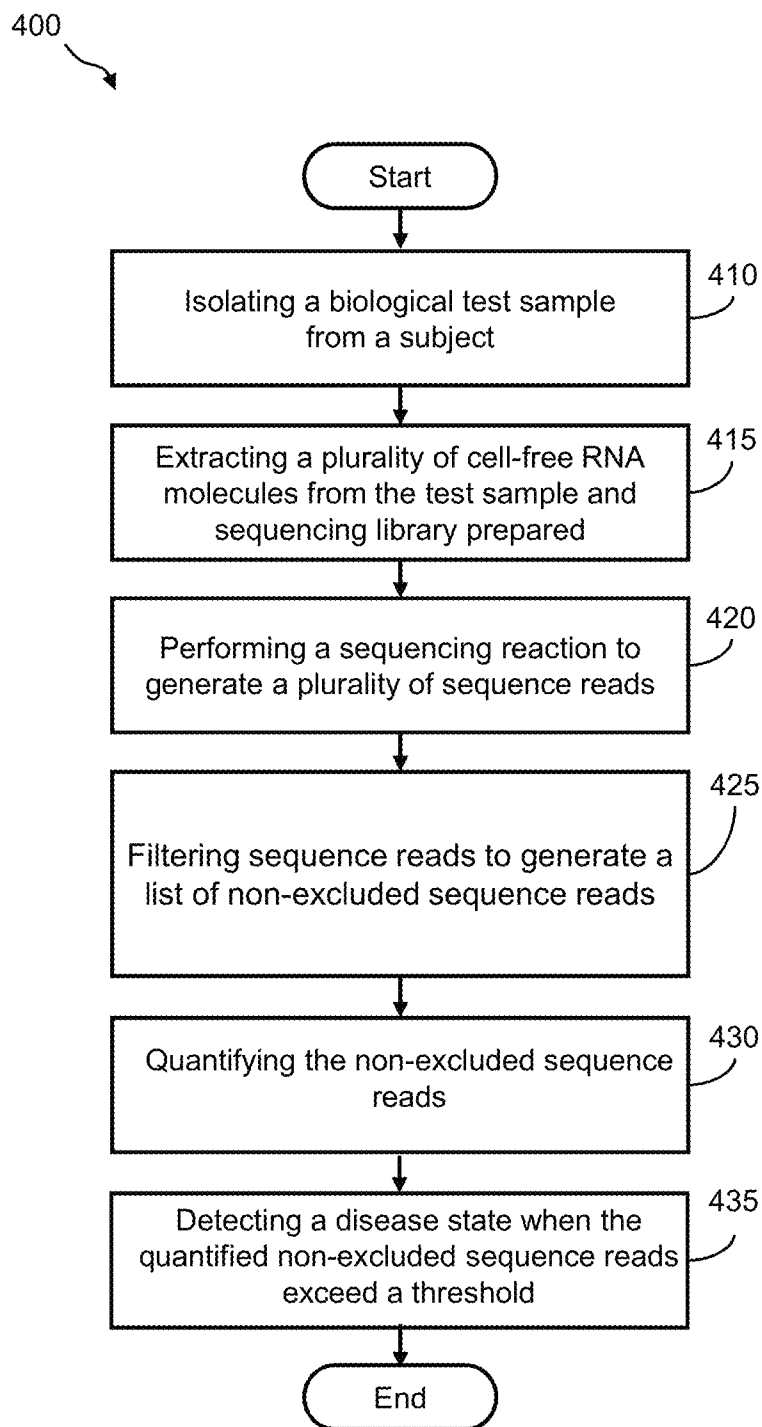 400
Start
Isolating a biological test sample
from a subject
410
Extracting a plurality of cell-free RNA
molecules from the test sample and
sequencing library prepared
415
Performing a sequencing reaction to
generate a plurality of sequence reads
420
Filtering sequence reads to generate a
list of non-excluded sequence reads
425
Quantifying the non-excluded sequence
reads
430
Detecting a disease state when the
quantified non-excluded sequence reads
exceed a threshold
435
End